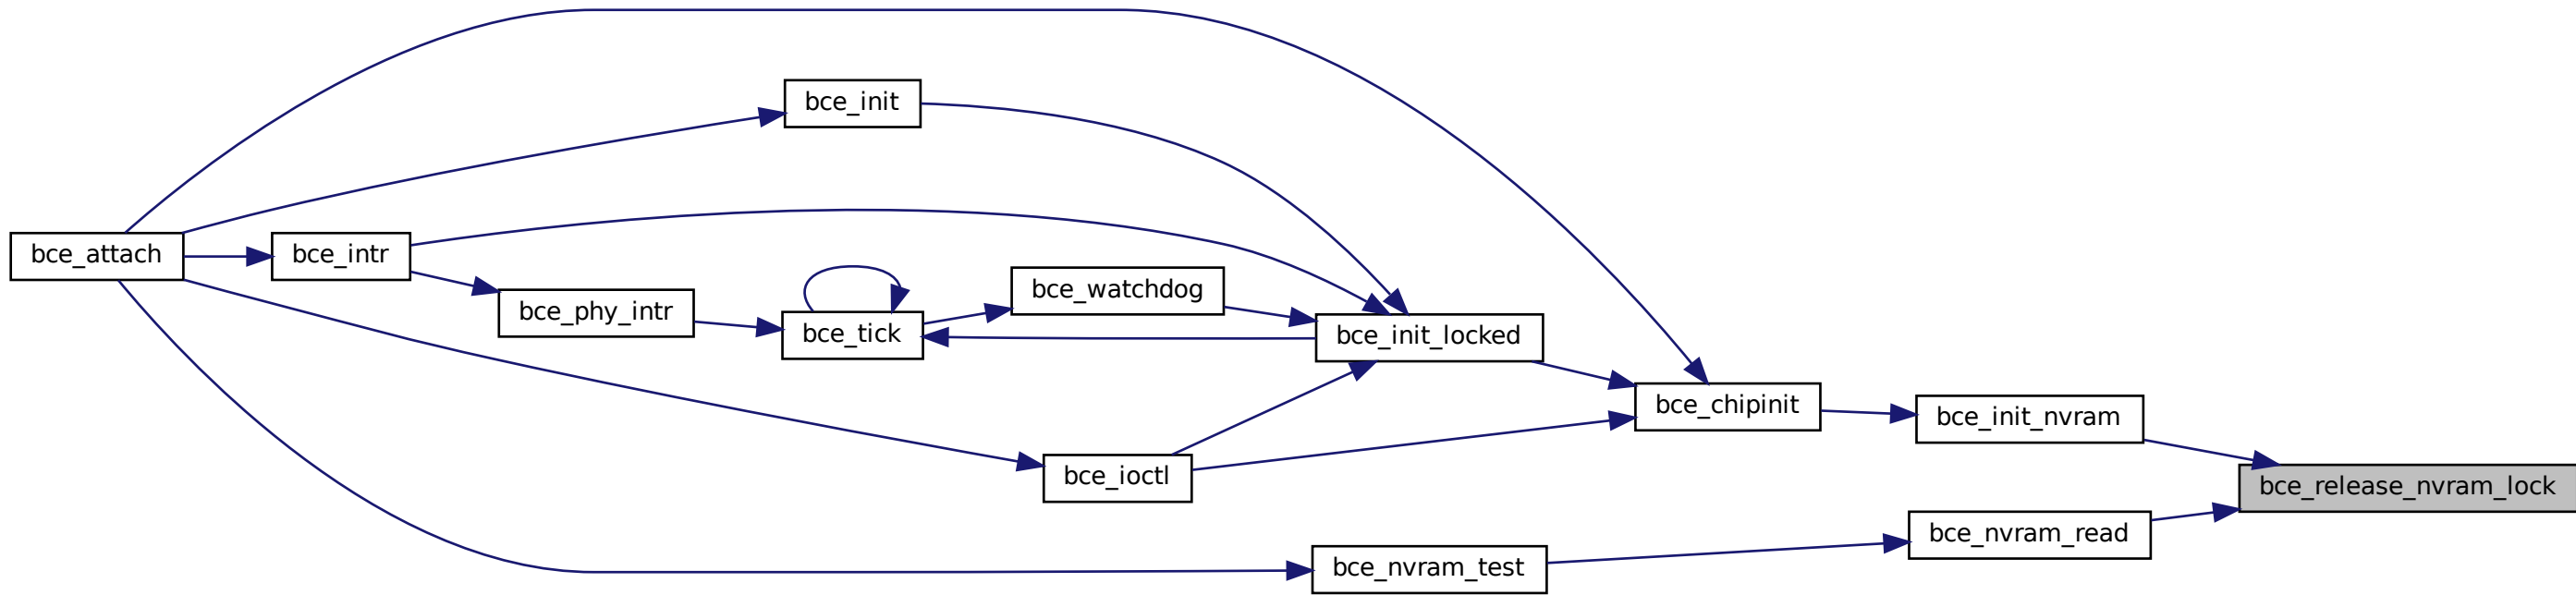 bce_init
bce_attach
bce_intr
bce_watchdog
bce_phy_intr
bce_tick
bce_init_locked
bce_chipinit
bce_init_nvram
bce_ioctl
bce_release_nvram_lock
bce_nvram_read
bce_nvram_test